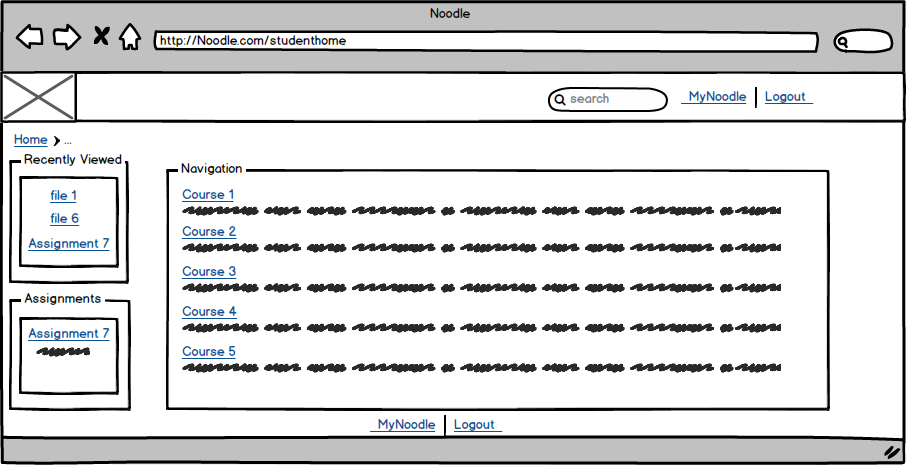 Noodle
http://Noodle.com/studenthome
search
MyNoodle
Logout
Home
...
Recently Viewed
file 1
file 6
Assignment 7
Assignments
Assignment 7
Navigation
Course 1
Course 2
Course 3
Course 4
Course 5
MyNoodle
Logout